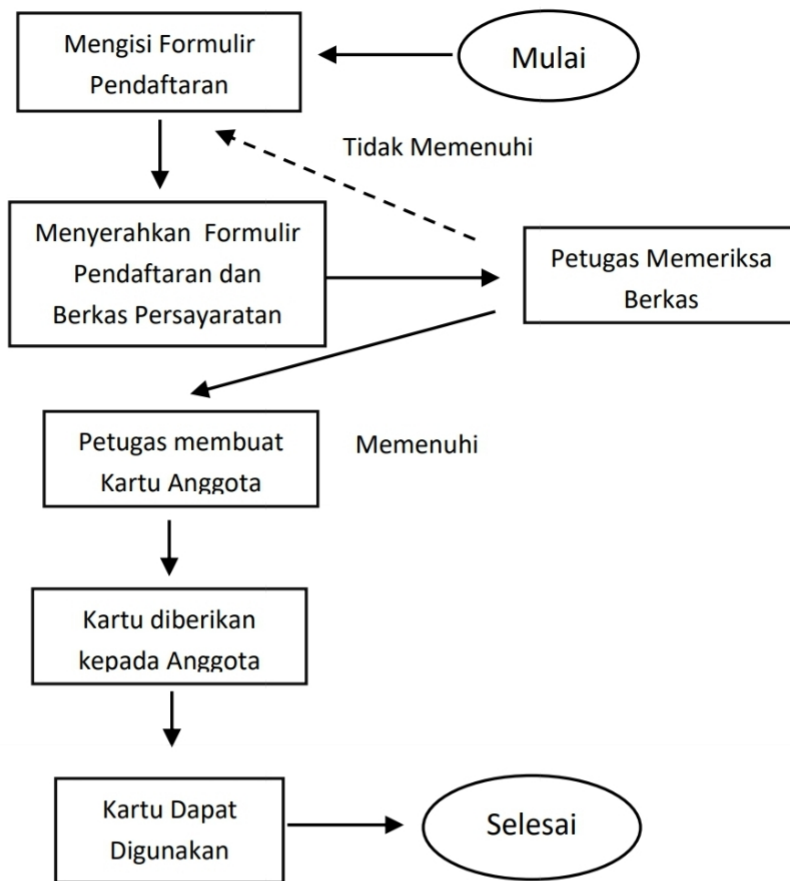 Mulai
Mengisi Formulir
Pendaftaran
Tidak Memenuhi
Menyerahkan Formulir
Pendaftaran dan
Berkas Persayaratan
Petugas Memeriksa
Berkas
Petugas membuat
Kartu Anggota
Memenuhi
Kartu diberikan
kepada Anggota
Kartu Dapat
Digunakan
Selesai